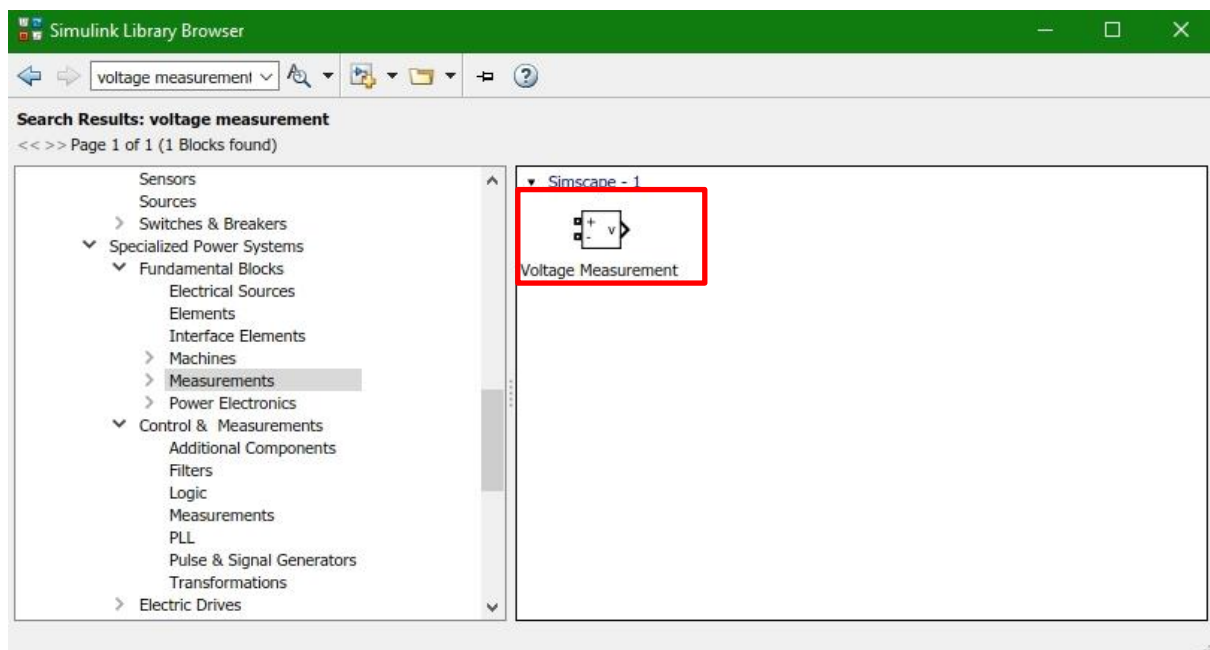 Simulink Library Browser
voltage measurement
Search Results: voltage measurement
<< >> Page 1 of 1 (1 Blocks found)
Sensors
Sources
Switches & Breakers
Specialized Power Systems
Fundamental Blocks
Electrical Sources
Elements
Interface Elements
Machines
Measurements
Power Electronics
Control & Measurements
Additional Components
Filters
Logic
Measurements
PLL
Pulse & Signal Generators
Transformations
Electric Drives
Simscape - 1
+ v
-
Voltage Measurement